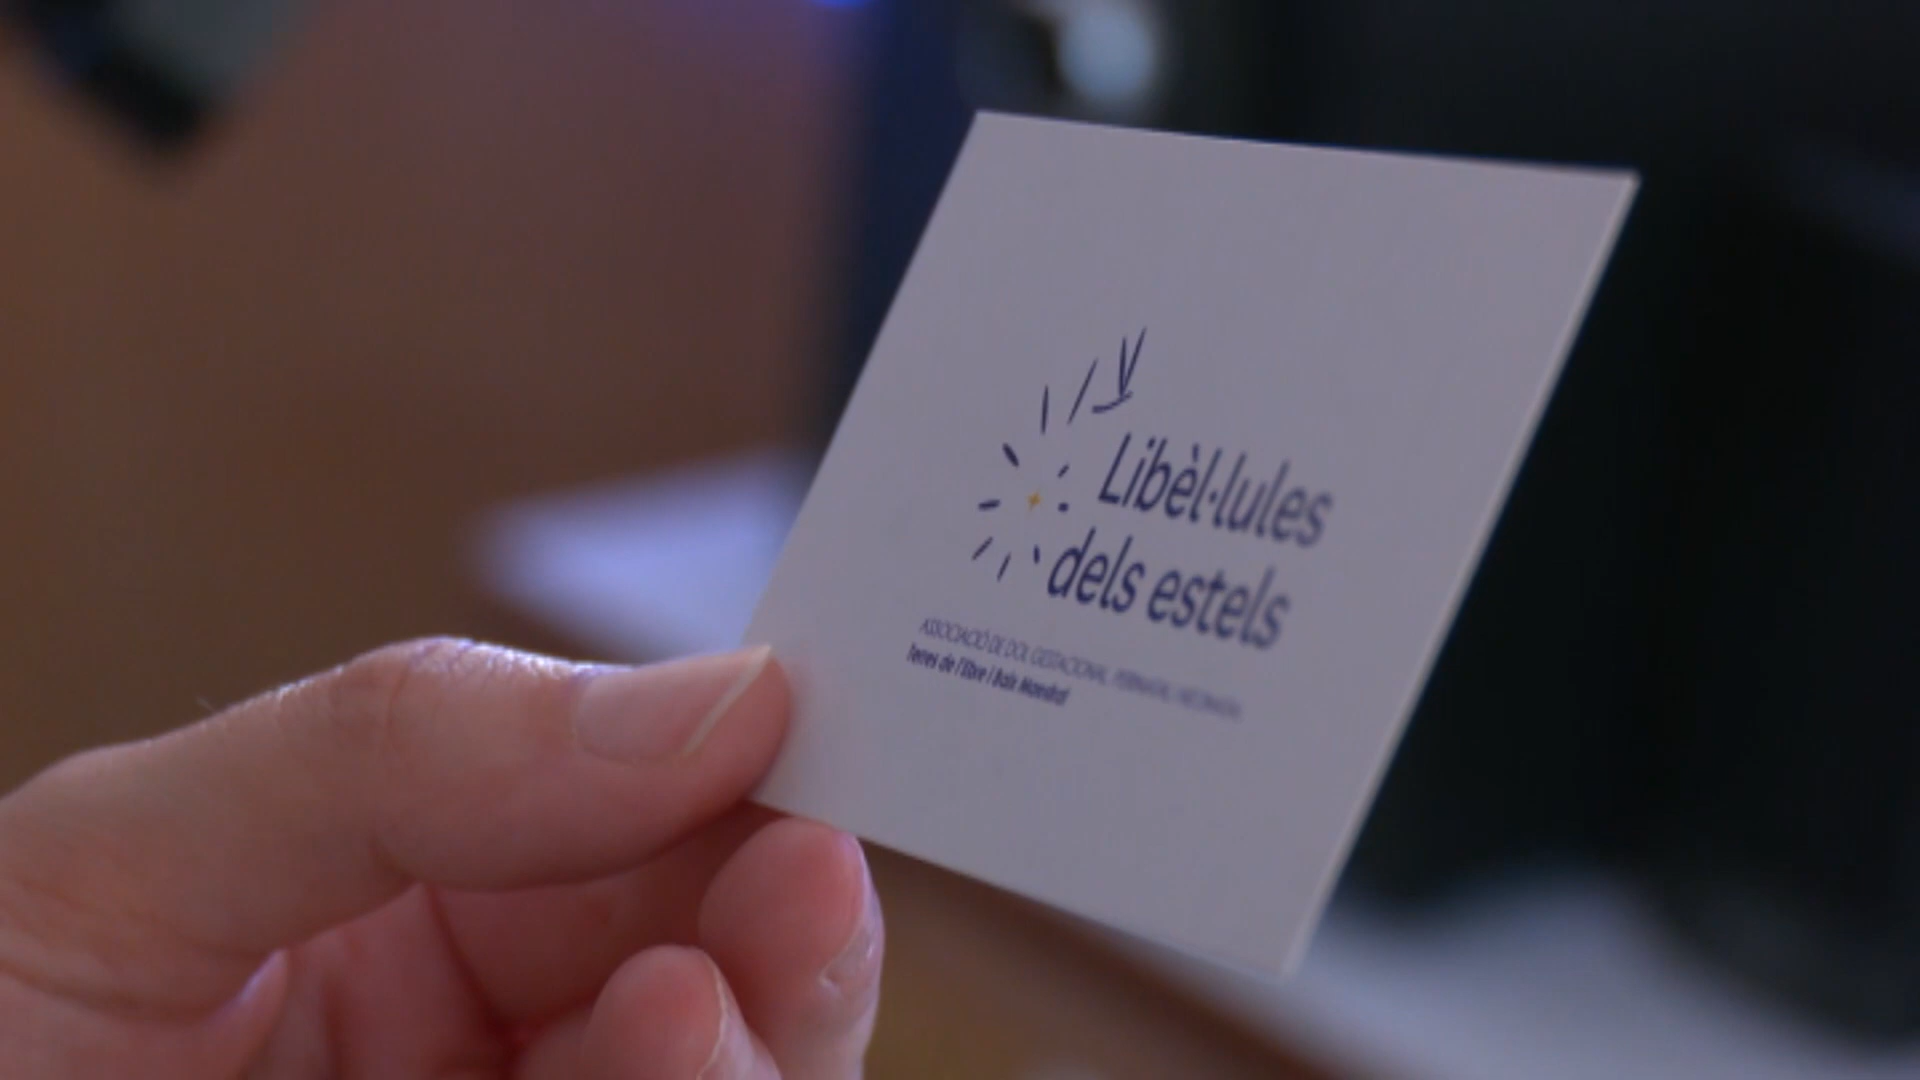 Libèl·lules
dels estels
ASSOCIACIÓ DE DOL GESTACIONAL, PERINATAL I NEONATAL
Terres de l'Ebre i Baix Maestrat